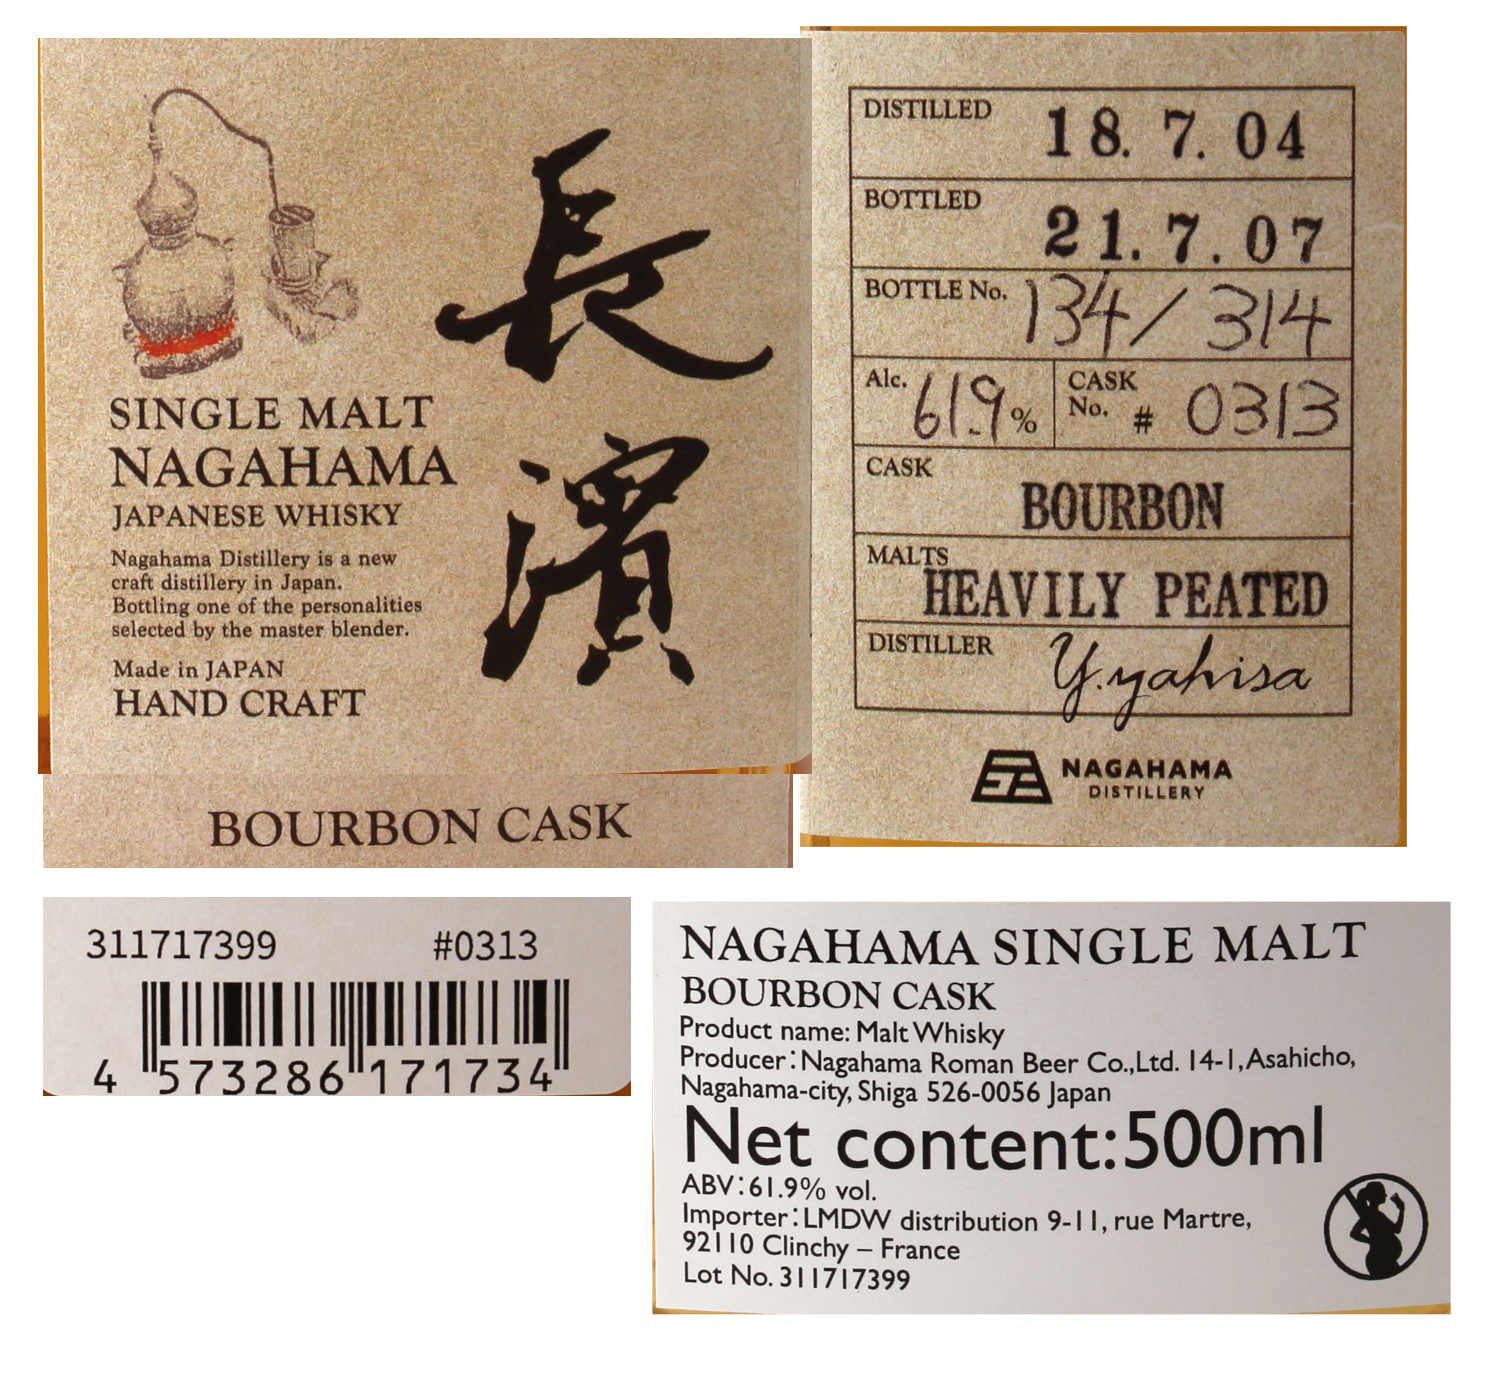 長濱
SINGLE MALT
NAGAHAMA
JAPANESE WHISKY
Nagahama Distillery is a new
craft distillery in Japan.
Bottling one of the personalities
selected by the master blender.
Made in JAPAN
HAND CRAFT
BOURBON CASK
DISTILLED 18. 7. 04
BOTTLED 21. 7. 07
BOTTLE No. 134 / 314
Alc. 61.9 % CASK No. # 0313
CASK BOURBON
MALTS HEAVILY PEATED
DISTILLER Y.yahisa
NAGAHAMA
DISTILLERY
311717399 #0313
4 573286 171734
NAGAHAMA SINGLE MALT
BOURBON CASK
Product name: Malt Whisky
Producer:Nagahama Roman Beer Co.,Ltd. 14-1,Asahicho,
Nagahama-city, Shiga 526-0056 Japan
Net content:500ml
ABV:61.9% vol.
Importer:LMDW distribution 9-11, rue Martre,
92110 Clinchy – France
Lot No. 311717399